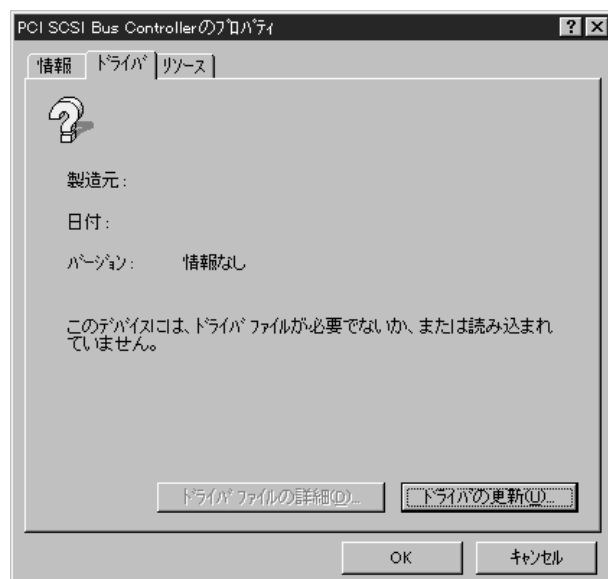 PCI SCSI Bus Controllerのﾌﾟﾛﾊﾟﾃｨ
情報
ﾄﾞﾗｲﾊﾞ
ﾘｿｰｽ
製造元:
日付:
ﾊﾞｰｼﾞｮﾝ: 情報なし
このﾃﾞﾊﾞｲｽには、ﾄﾞﾗｲﾊﾞ ﾌｧｲﾙが必要でないか、または読み込まれ
ていません。
ﾄﾞﾗｲﾊﾞ ﾌｧｲﾙの詳細(D)...
ﾄﾞﾗｲﾊﾞの更新(U)...
OK
ｷｬﾝｾﾙ